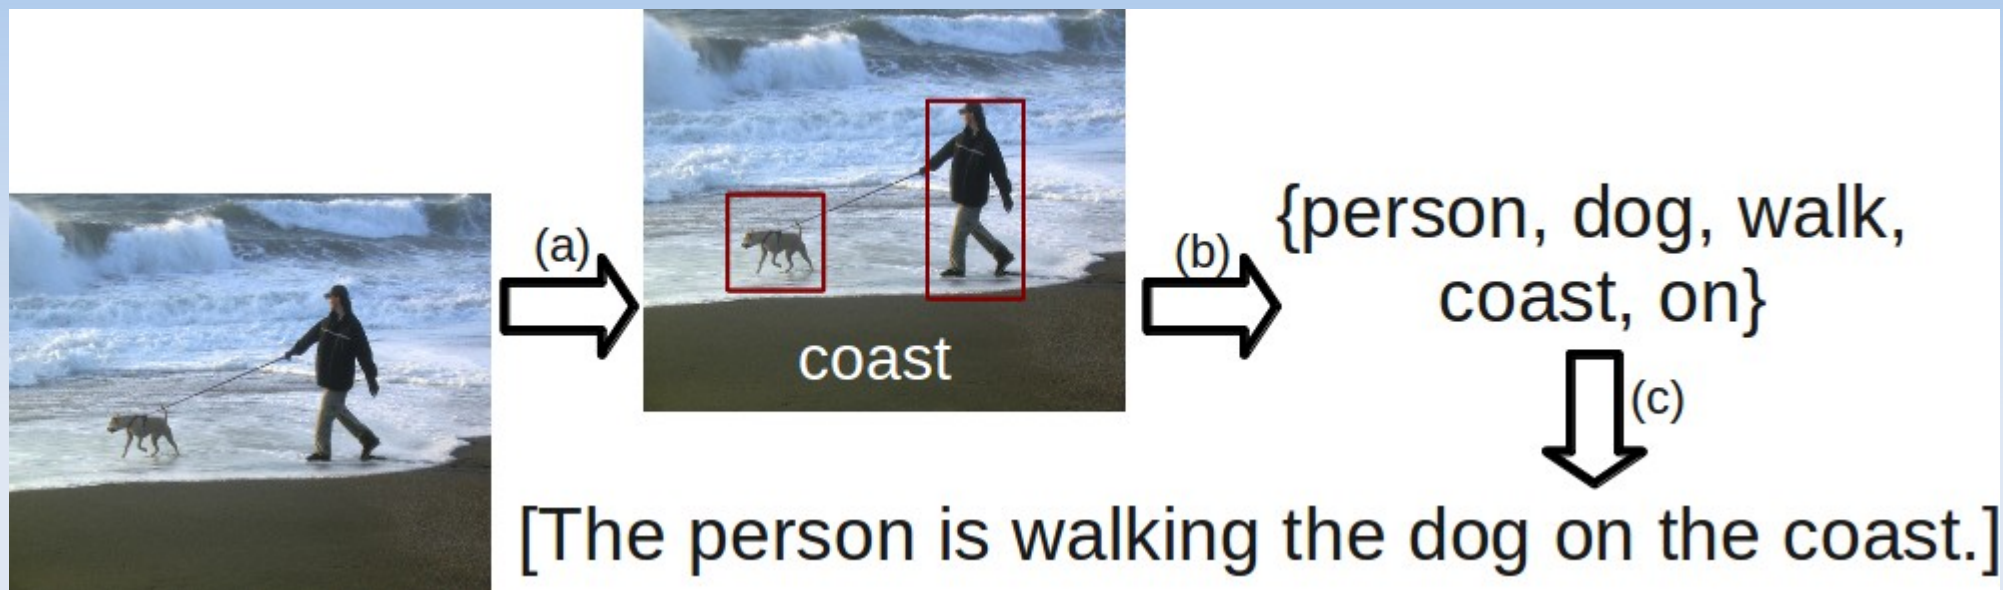 (a)
coast
(b)
{person, dog, walk,
coast, on}
(c)
[The person is walking the dog on the coast.]